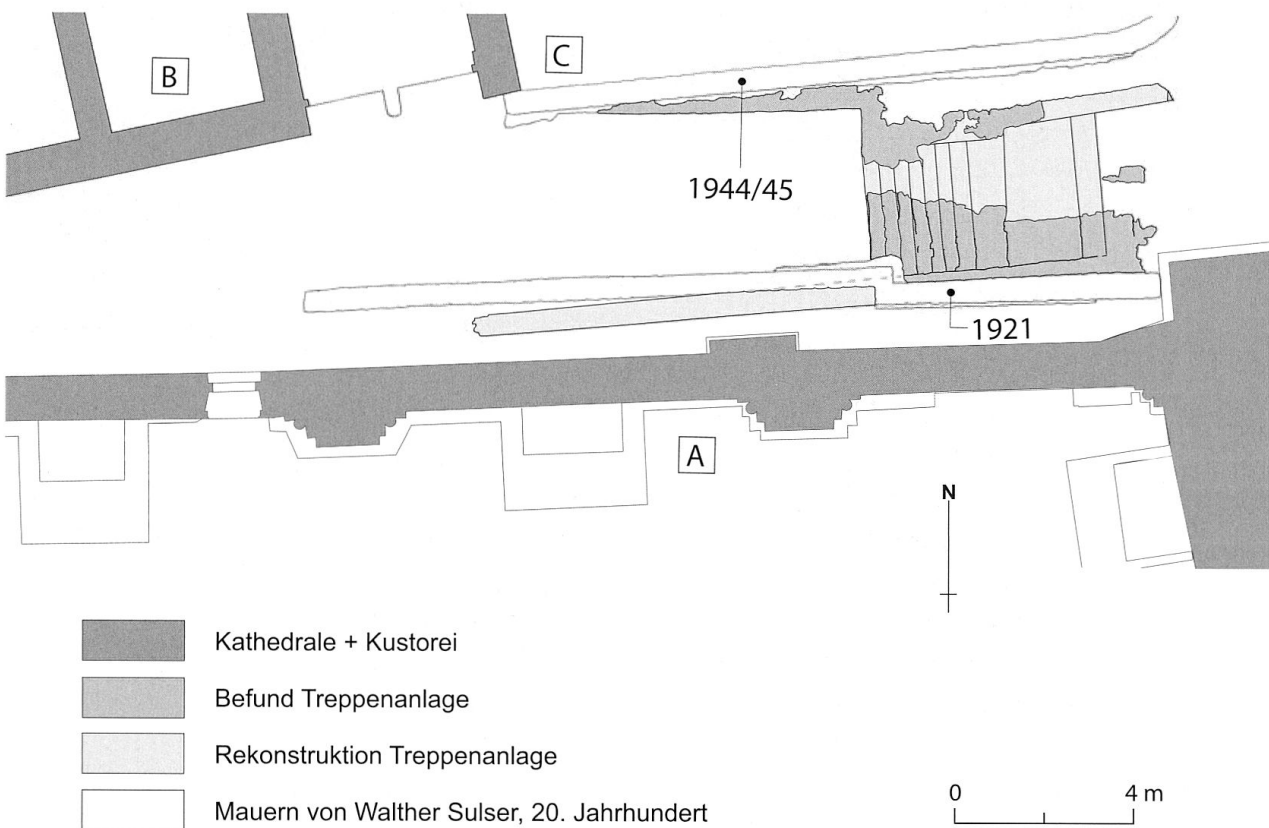 B
C
1944/45
1921
A
N
Kathedrale + Kustorei
Befund Treppenanlage
Rekonstruktion Treppenanlage
Mauern von Walther Sulser, 20. Jahrhundert
0 4 m